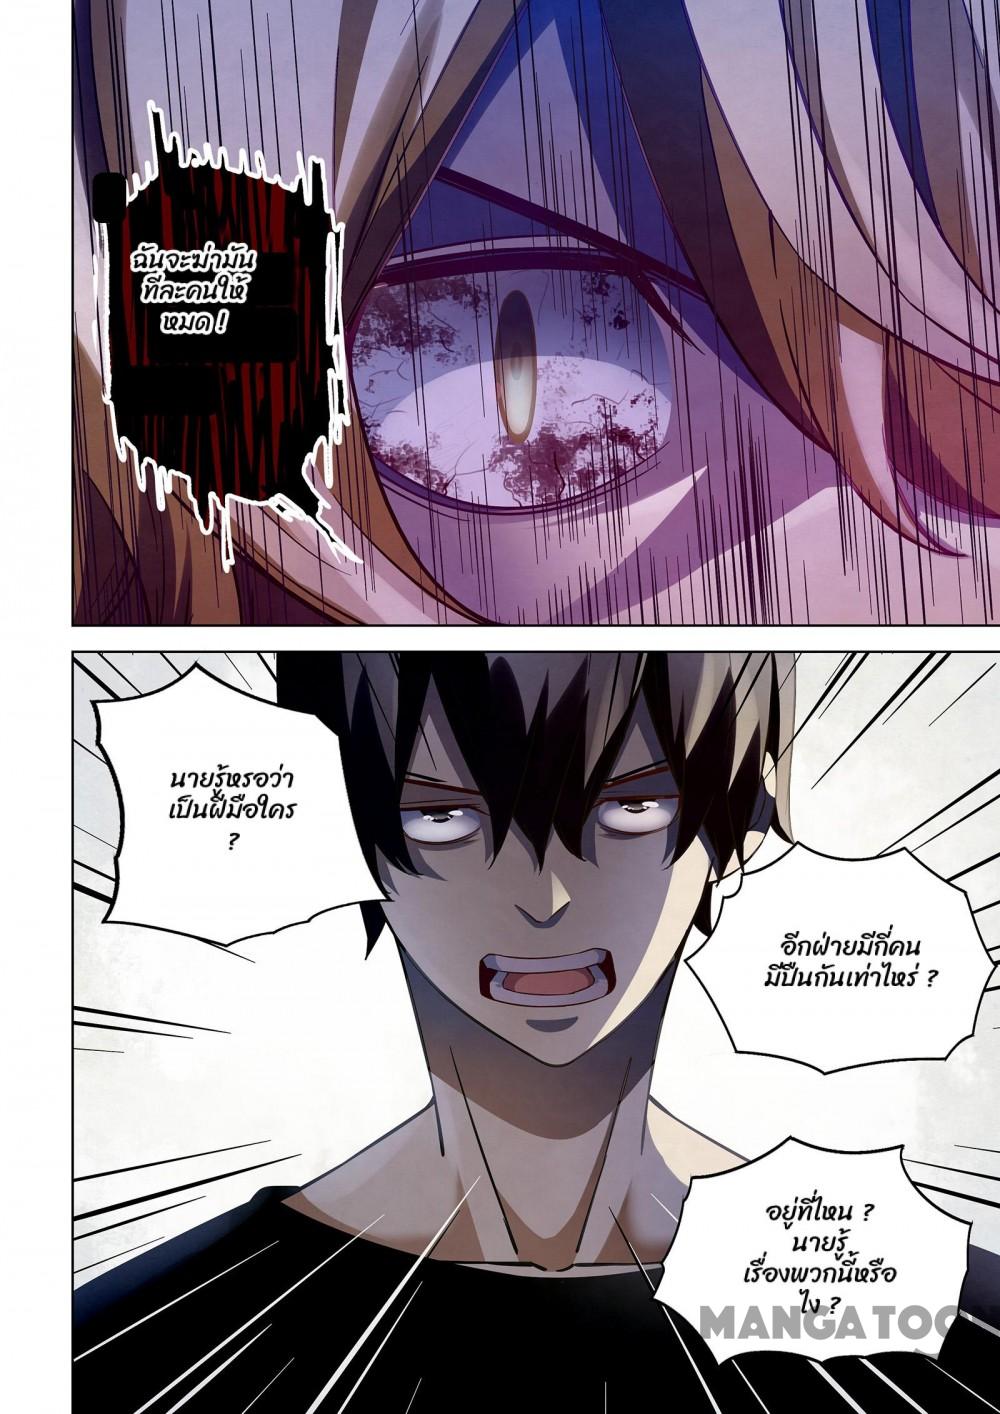 ฉันจะฆ่ามัน
ทีละคนให้
หมด !
นายรู้หรอว่า
เป็นฝีมือใคร
?
อีกฝ่ายมีกี่คน
มีปืนกันเท่าไหร่ ?
อยู่ที่ไหน ?
นายรู้
เรื่องพวกนี้หรือ
ไง ?
MANGATOON